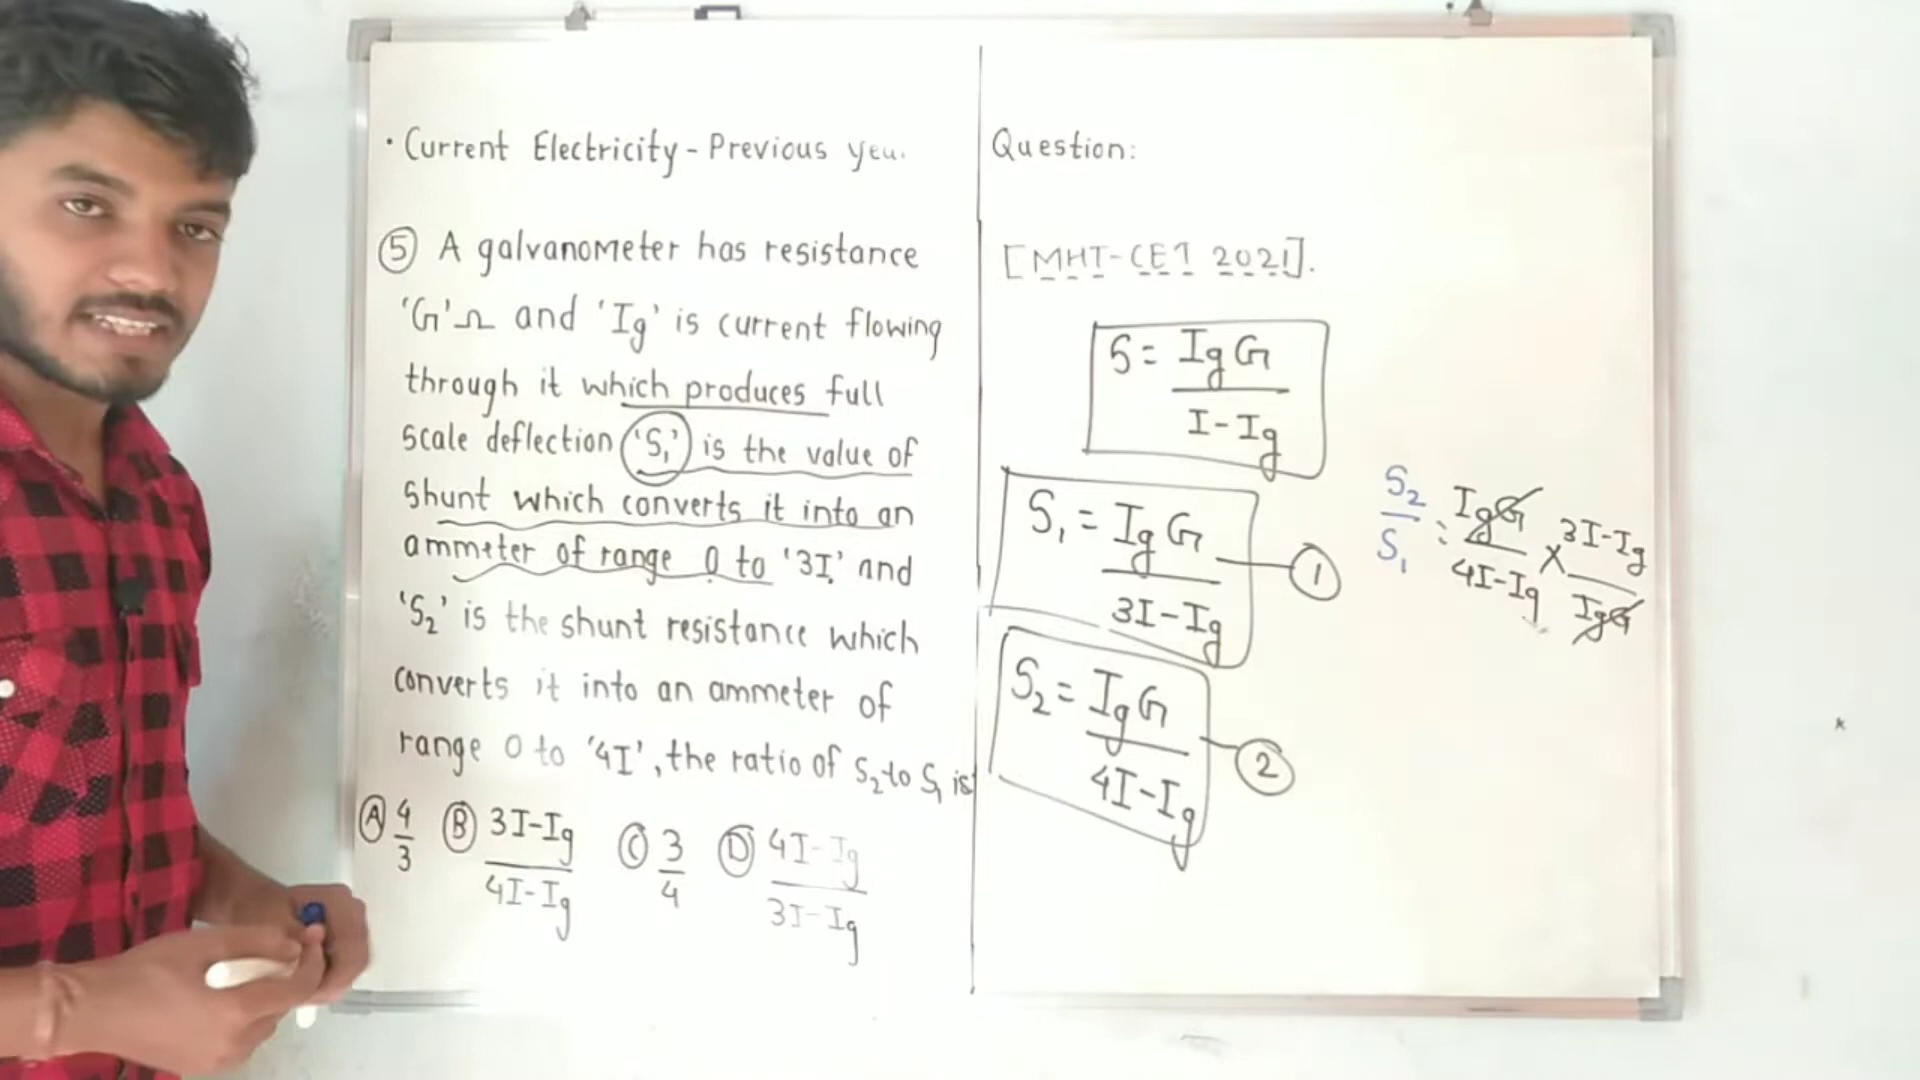 • Current Electricity - Previous yea. Question:
⑤ A galvanometer has resistance
'G'Ω and 'Ig' is current flowing
through it which produces full
scale deflection 'S₁' is the value of
shunt which converts it into an
ammeter of range 0 to '3I' and
'S₂' is the shunt resistance which
converts it into an ammeter of
range 0 to '4I', the ratio of S₂ to S₁ is
Ⓐ 4/3 Ⓑ 3I-Ig/4I-Ig Ⓒ 3/4 Ⓓ 4I-Ig/3I-Ig
[MHT-CET 2021].
S = IgG/I-Ig
S₁ = IgG/3I-Ig ①
S₂ = IgG/4I-Ig ②
S₂/S₁ = IgG/4I-Ig × 3I-Ig/IgG